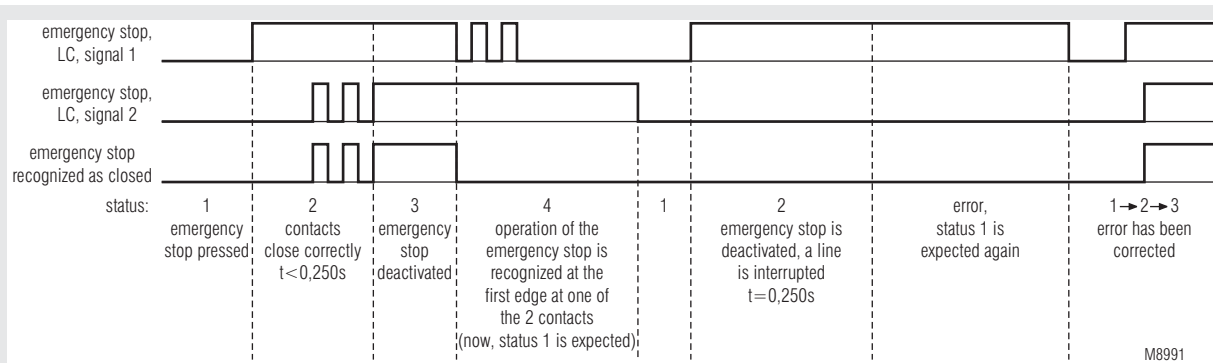 emergency stop,
LC, signal 1
emergency stop,
LC, signal 2
emergency stop
recognized as closed
status:
1
emergency
stop pressed
2
contacts
close correctly
t<0,250s
3
emergency
stop
deactivated
4
operation of the
emergency stop is
recognized at the
first edge at one of
the 2 contacts
(now, status 1 is expected)
1
2
emergency stop is
deactivated, a line
is interrupted
t=0,250s
error,
status 1 is
expected again
1→2→3
error has been
corrected
M8991